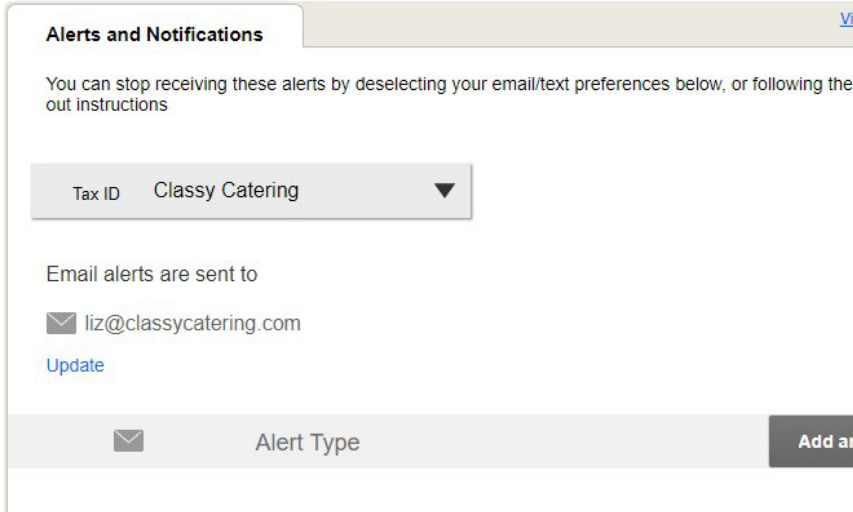 Alerts and Notifications
You can stop receiving these alerts by deselecting your email/text preferences below, or following the
out instructions
Tax ID Classy Catering
Email alerts are sent to
liz@classycatering.com
Update
Alert Type
Add